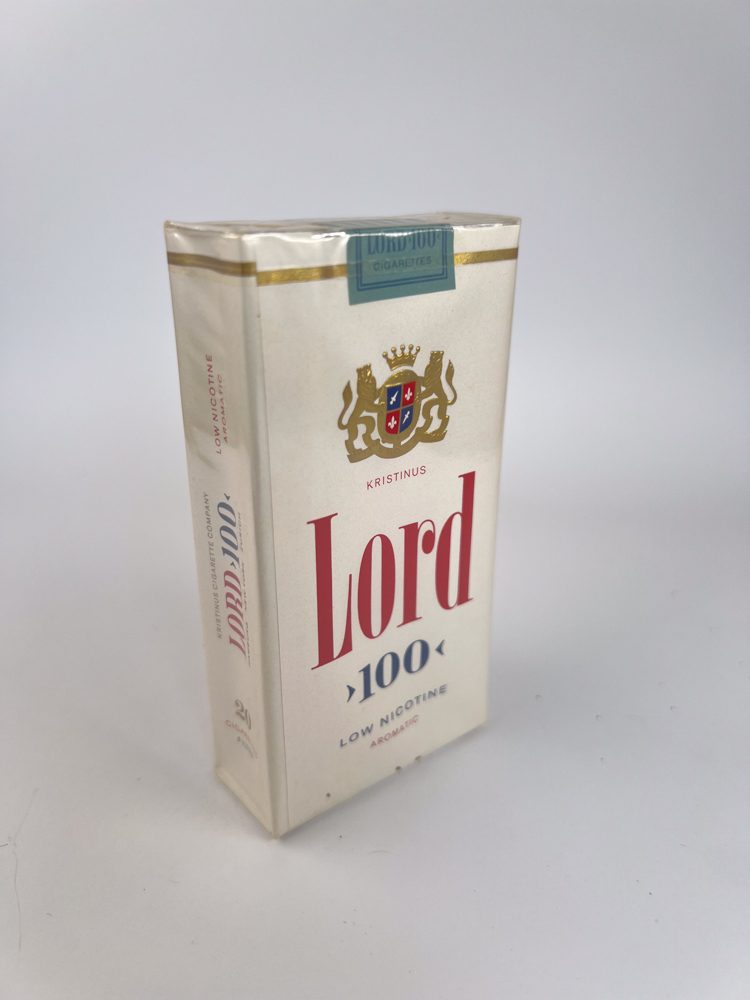 LORD·100·
CIGARETTES
KRISTINUS
Lord
›100‹
LOW NICOTINE
AROMATIC
LOW NICOTINE
AROMATIC
KRISTINUS CIGARETTE COMPANY
LORD›100‹
20